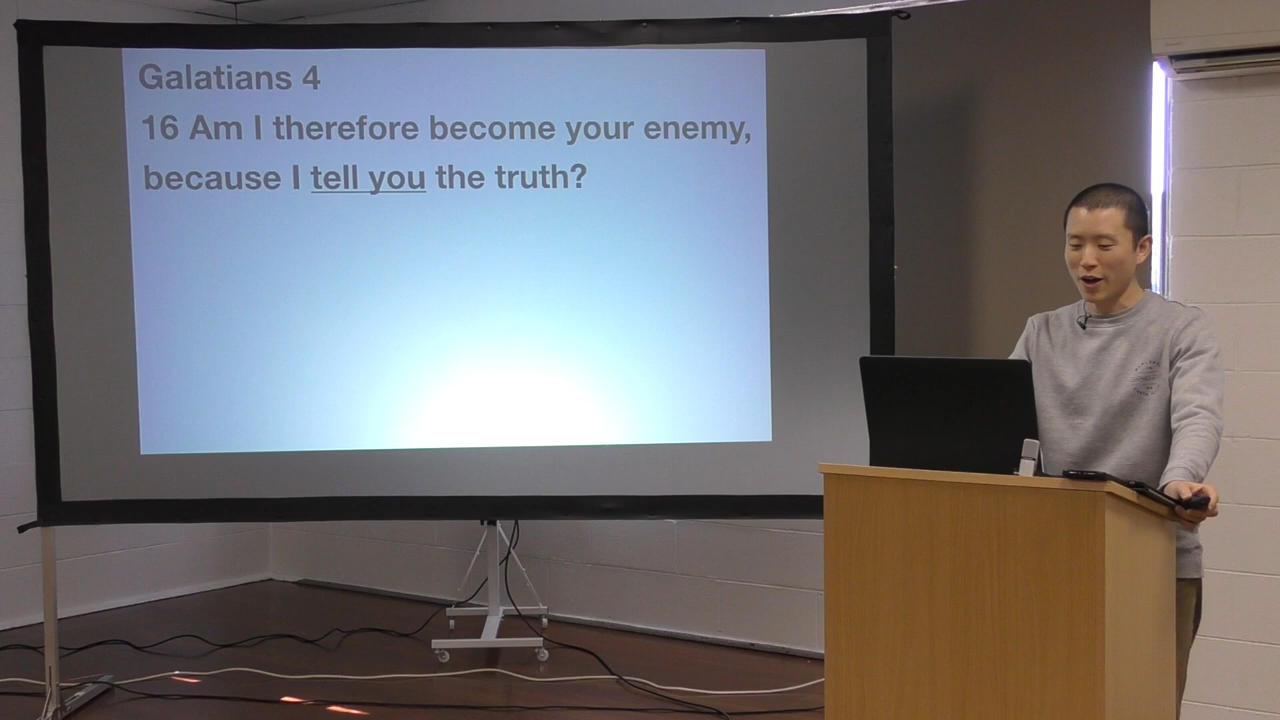 Galatians 4
16 Am I therefore become your enemy,
because I tell you the truth?